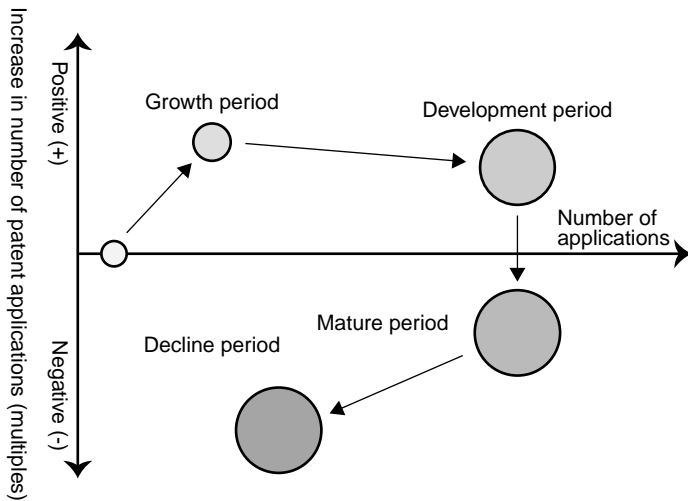 Increase in number of patent applications (multiples)
Positive (+)
Negative (-)
Growth period
Development period
Number of
applications
Mature period
Decline period